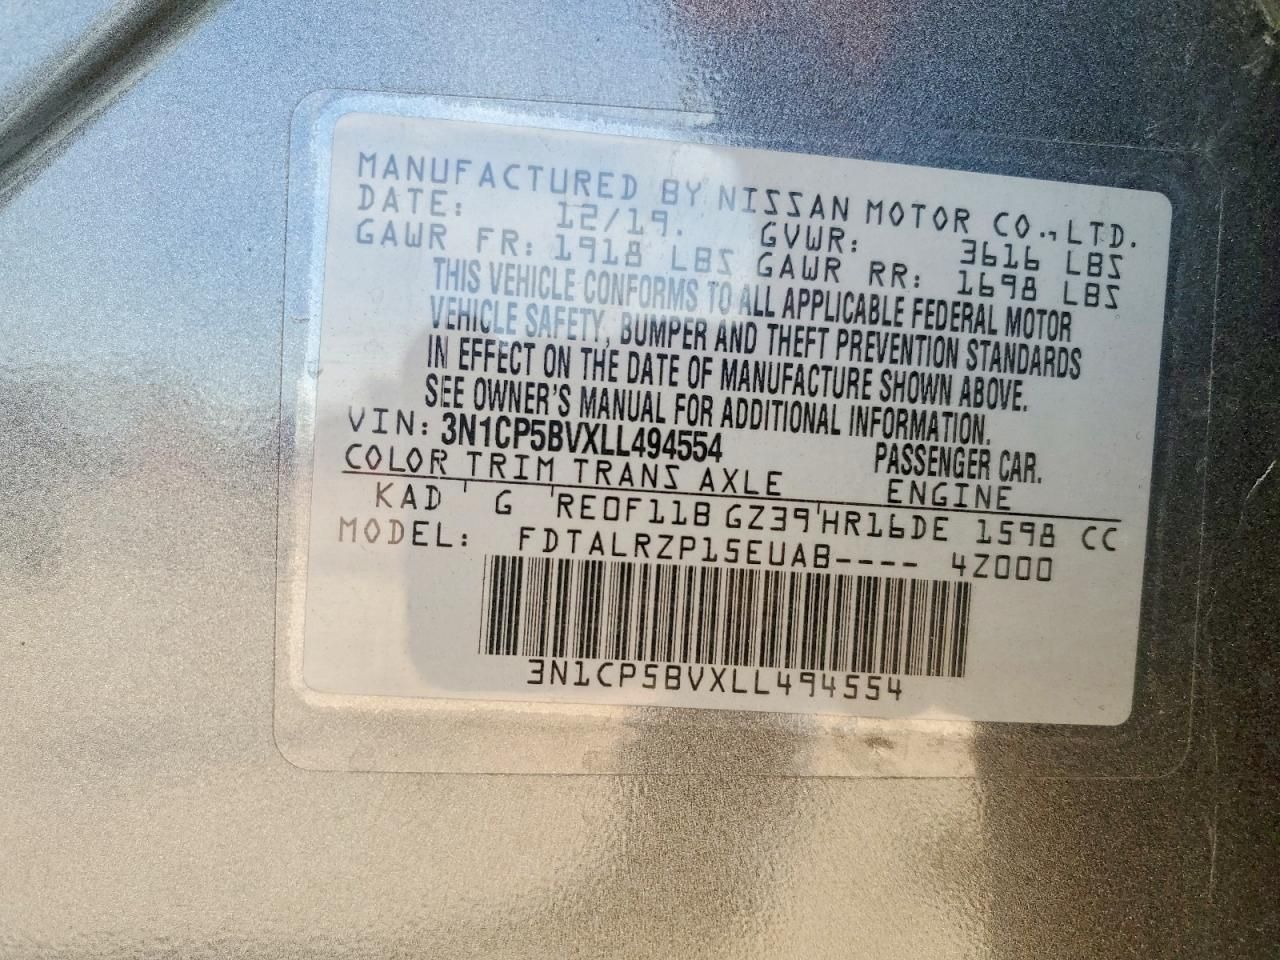 MANUFACTURED BY NISSAN MOTOR CO.,LTD.
DATE: 12/19. GVWR: 3616 LBS
GAWR FR: 1918 LBS GAWR RR: 1698 LBS
THIS VEHICLE CONFORMS TO ALL APPLICABLE FEDERAL MOTOR
VEHICLE SAFETY, BUMPER AND THEFT PREVENTION STANDARDS
IN EFFECT ON THE DATE OF MANUFACTURE SHOWN ABOVE.
SEE OWNER'S MANUAL FOR ADDITIONAL INFORMATION.
VIN: 3N1CP5BVXLL494554 PASSENGER CAR.
COLOR TRIM TRANS AXLE ENGINE
KAD G RE0F11B GZ39 HR16DE 1598 CC
MODEL: FDTALRZP15EUAB---- 4Z000
3N1CP5BVXLL494554